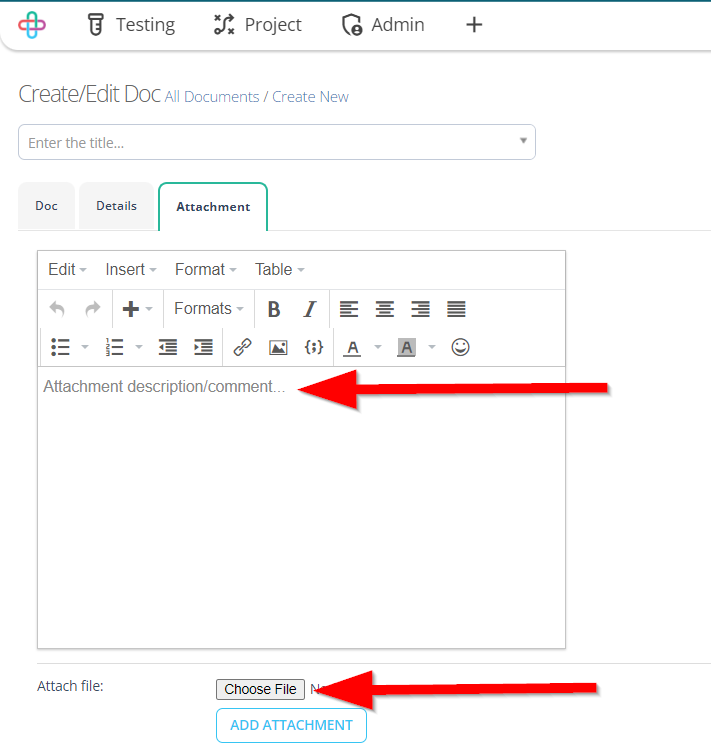 Testing Project Admin
Create/Edit Doc All Documents / Create New
Enter the title...
Doc Details Attachment
Edit Insert Format Table
Formats B I
A A
Attachment description/comment...
Attach file: Choose File
ADD ATTACHMENT